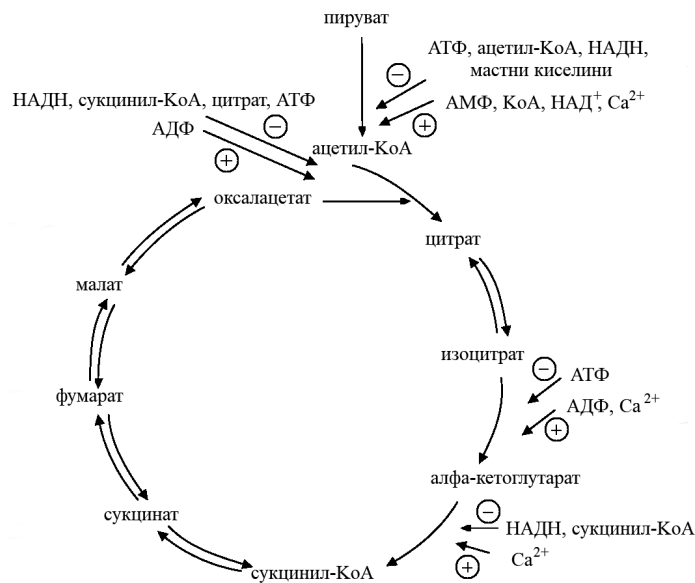 пируват
АТФ, ацетил-КоА, НАДН,
мастни киселини
−
НАДН, сукцинил-КоА, цитрат, АТФ
−
АМФ, КоА, НАД⁺, Ca²⁺
+
АДФ
+
ацетил-КоА
оксалацетат
цитрат
малат
изоцитрат
−
АТФ
АДФ, Ca²⁺
+
фумарат
алфа-кетоглутарат
сукцинат
−
НАДН, сукцинил-КоА
Ca²⁺
+
сукцинил-КоА